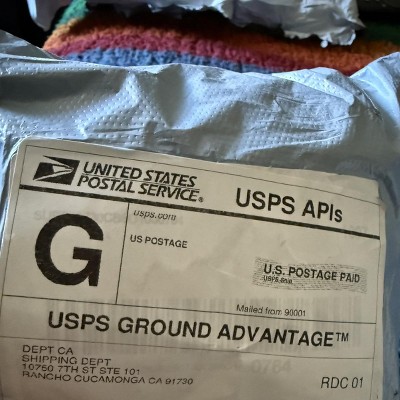 UNITED STATES
POSTAL SERVICE®
USPS APIs
G
usps.com
US POSTAGE
U.S. POSTAGE PAID
Mailed from 90001
USPS GROUND ADVANTAGE™
DEPT CA
SHIPPING DEPT
10760 7TH ST STE 101
RANCHO CUCAMONGA CA 91730
RDC 01